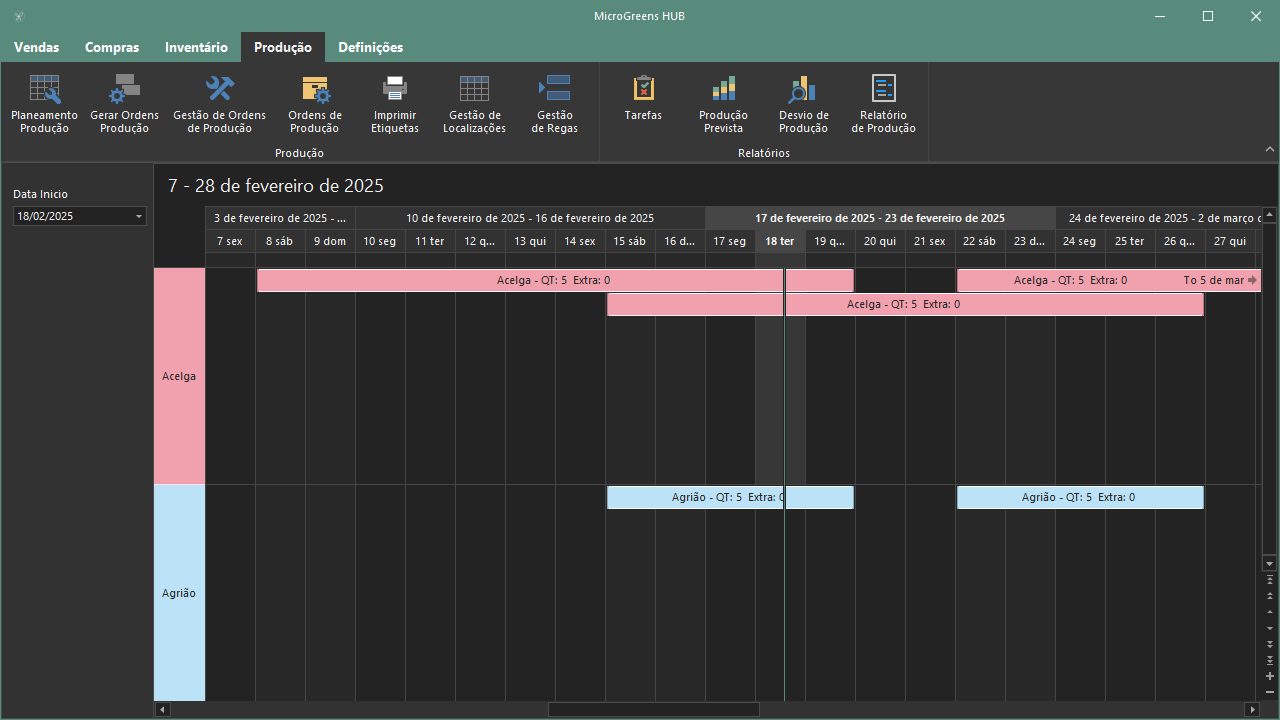 MicroGreens HUB
Vendas Compras Inventário Produção Definições
Planeamento Produção
Gerar Ordens Produção
Gestão de Ordens de Produção
Ordens de Produção
Imprimir Etiquetas
Gestão de Localizações
Gestão de Regas
Tarefas
Produção Prevista
Desvio de Produção
Relatório de Produção
Produção Relatórios
Data Inicio
18/02/2025
7 - 28 de fevereiro de 2025
3 de fevereiro de 2025 - ... 10 de fevereiro de 2025 - 16 de fevereiro de 2025 17 de fevereiro de 2025 - 23 de fevereiro de 2025 24 de fevereiro de 2025 - 2 de março
7 sex 8 sáb 9 dom 10 seg 11 ter 12 q... 13 qui 14 sex 15 sáb 16 d... 17 seg 18 ter 19 q... 20 qui 21 sex 22 sáb 23 d... 24 seg 25 ter 26 q... 27 qui
Acelga - QT: 5 Extra: 0 Acelga - QT: 5 Extra: 0 To 5 de mar
Acelga - QT: 5 Extra: 0
Acelga
Agrião - QT: 5 Extra: 0 Agrião - QT: 5 Extra: 0
Agrião